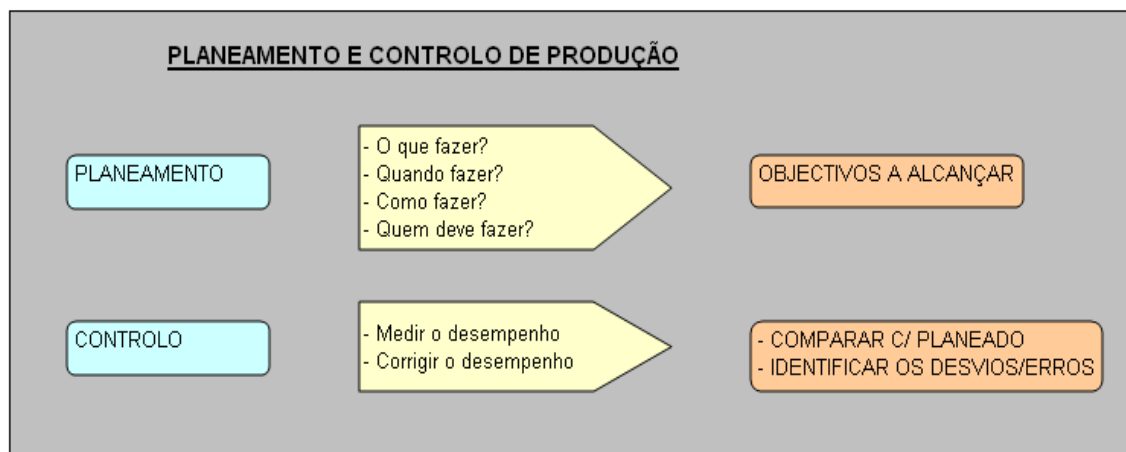 PLANEAMENTO E CONTROLO DE PRODUÇÃO
PLANEAMENTO
- O que fazer?
- Quando fazer?
- Como fazer?
- Quem deve fazer?
OBJECTIVOS A ALCANÇAR
CONTROLO
- Medir o desempenho
- Corrigir o desempenho
- COMPARAR C/ PLANEADO
- IDENTIFICAR OS DESVIOS/ERROS